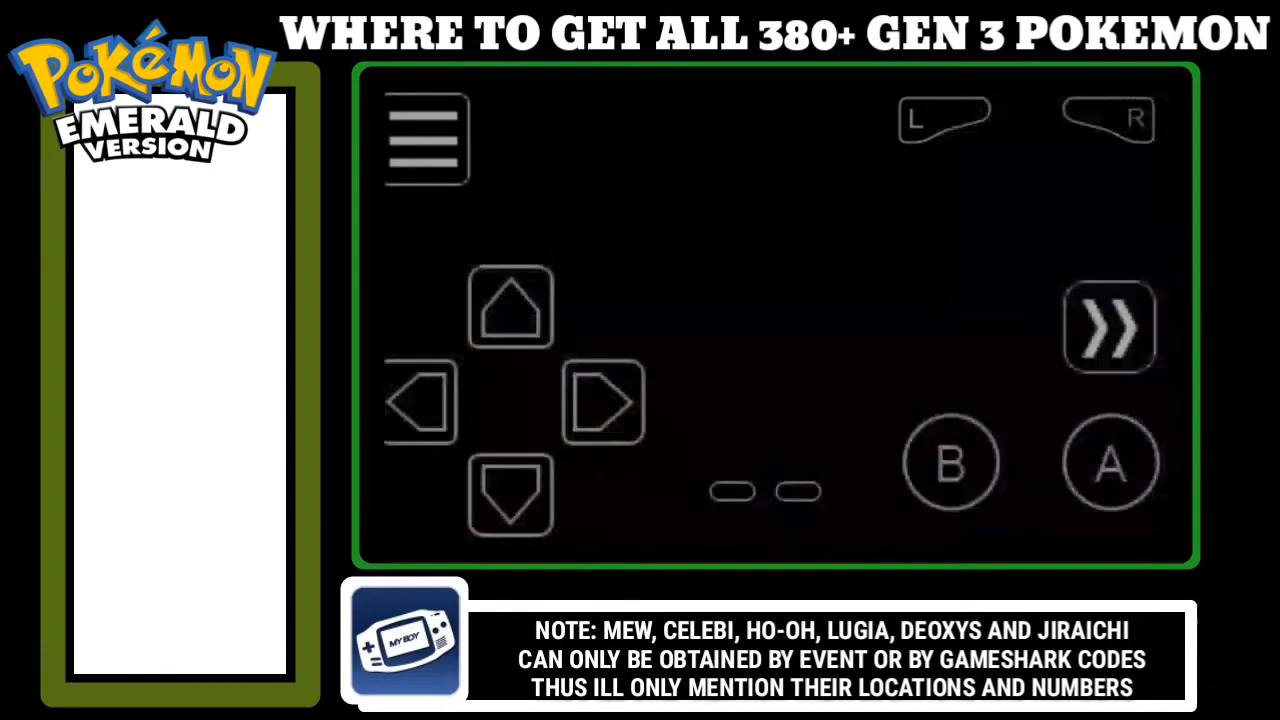 WHERE TO GET ALL 380+ GEN 3 POKEMON
POKéMON
EMERALD
VERSION
L
R
B
A
MY BOY
NOTE: MEW, CELEBI, HO-OH, LUGIA, DEOXYS AND JIRAICHI
CAN ONLY BE OBTAINED BY EVENT OR BY GAMESHARK CODES
THUS ILL ONLY MENTION THEIR LOCATIONS AND NUMBERS